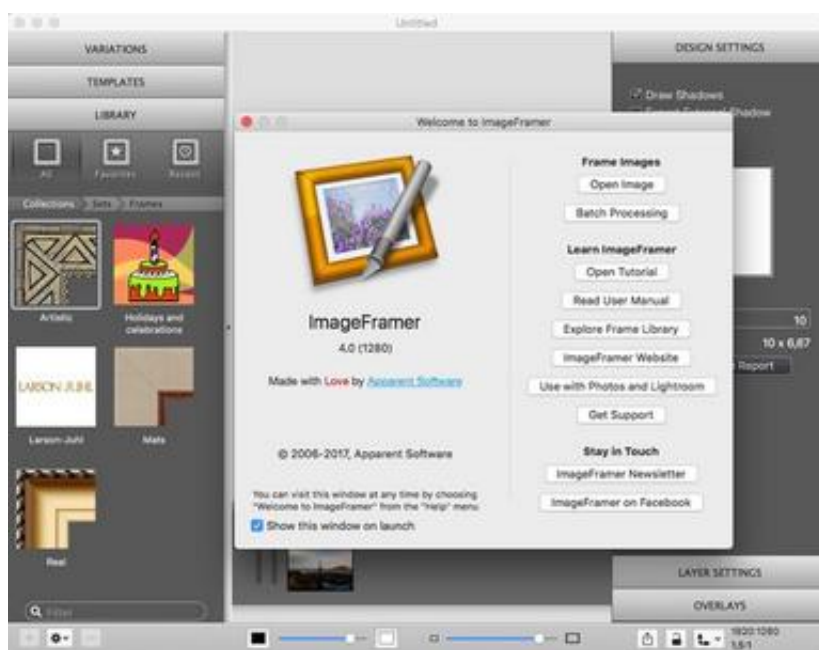 Untitled
VARIATIONS
TEMPLATES
LIBRARY
All
Favorites
Recent
Collections
Sets
Frames
Artistic
Holidays and
celebrations
LARSON JUHL
Larson-Juhl
Mats
Real
Filter
Welcome to ImageFramer
ImageFramer
4.0 (1280)
Made with Love by Apparent Software
© 2006-2017, Apparent Software
You can visit this window at any time by choosing
"Welcome to ImageFramer" from the "Help" menu
Show this window on launch
Frame Images
Open Image
Batch Processing
Learn ImageFramer
Open Tutorial
Read User Manual
Explore Frame Library
ImageFramer Website
Use with Photos and Lightroom
Get Support
Stay in Touch
ImageFramer Newsletter
ImageFramer on Facebook
DESIGN SETTINGS
Draw Shadows
Shadow
10
10 x 6,67
Report
LAYER SETTINGS
OVERLAYS
1920:1080